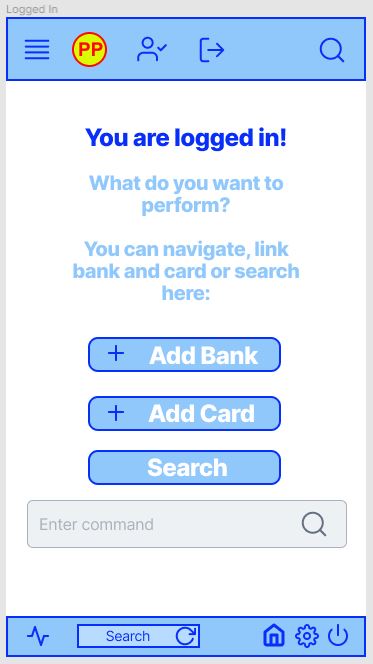 Logged In
PP
You are logged in!
What do you want to
perform?
You can navigate, link
bank and card or search
here:
+ Add Bank
+ Add Card
Search
Enter command
Search